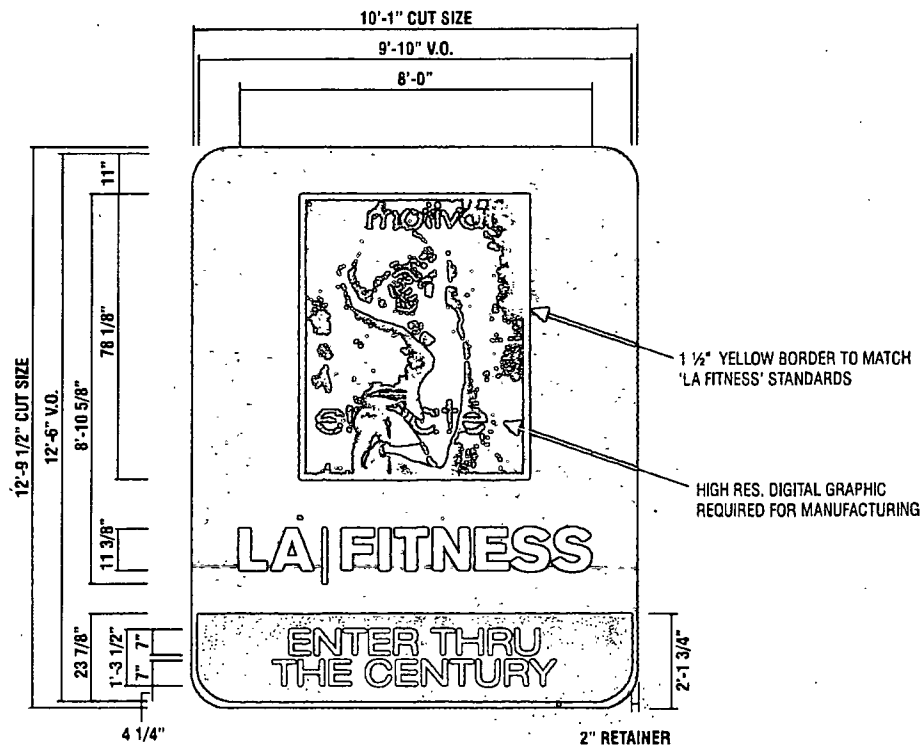 10'-1" CUT SIZE
9'-10" V.O.
8'-0"
12'-9 1/2" CUT SIZE
12'-6" V.O.
8'-10 5/8"
11"
78 1/8"
11 3/8"
23 7/8"
1'-3 1/2"
7"
7"
4 1/4"
1 ½" YELLOW BORDER TO MATCH
'LA FITNESS' STANDARDS
HIGH RES. DIGITAL GRAPHIC
REQUIRED FOR MANUFACTURING
LA|FITNESS
ENTER THRU
THE CENTURY
2'-1 3/4"
2" RETAINER